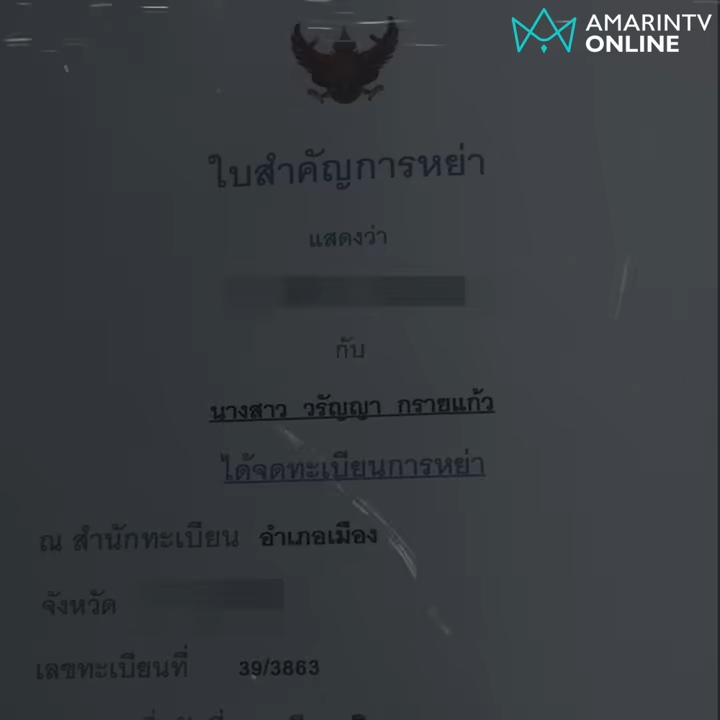 AMARINTV
ONLINE
ใบสำคัญการหย่า
แสดงว่า
กับ
นางสาว วรัญญา กรายแก้ว
ได้จดทะเบียนการหย่า
ณ สำนักทะเบียน อำเภอเมือง
จังหวัด
เลขทะเบียนที่ 39/3863